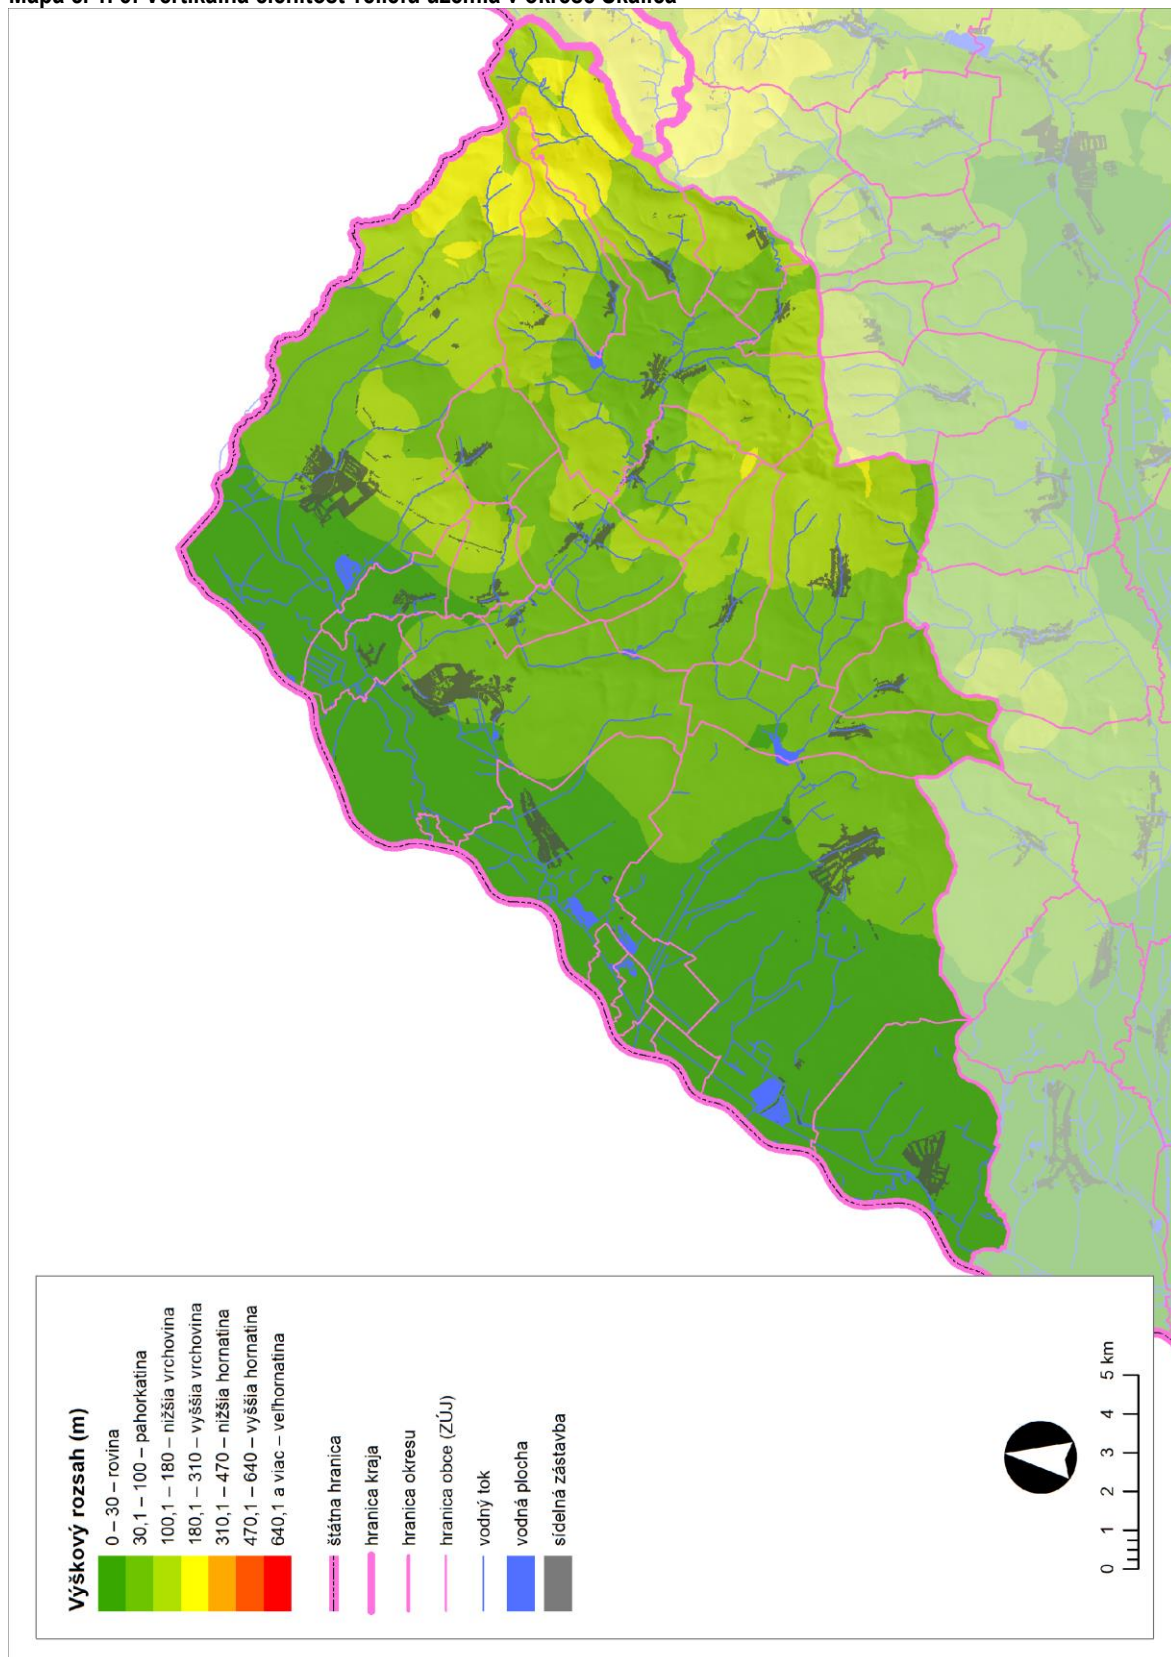 Mapa č. 1. 3: Vertikálna členitosť reliéfu územia v okrese Skalica
Výškový rozsah (m)
0 – 30 – rovina
30,1 – 100 – pahorkatina
100,1 – 180 – nižšia vrchovina
180,1 – 310 – vyššia vrchovina
310,1 – 470 – nižšia hornatina
470,1 – 640 – vyššia hornatina
640,1 a viac – veľhornatina
štátna hranica
hranica kraja
hranica okresu
hranica obce (ZÚJ)
vodný tok
vodná plocha
sídelná zástavba
0 1 2 3 4 5 km